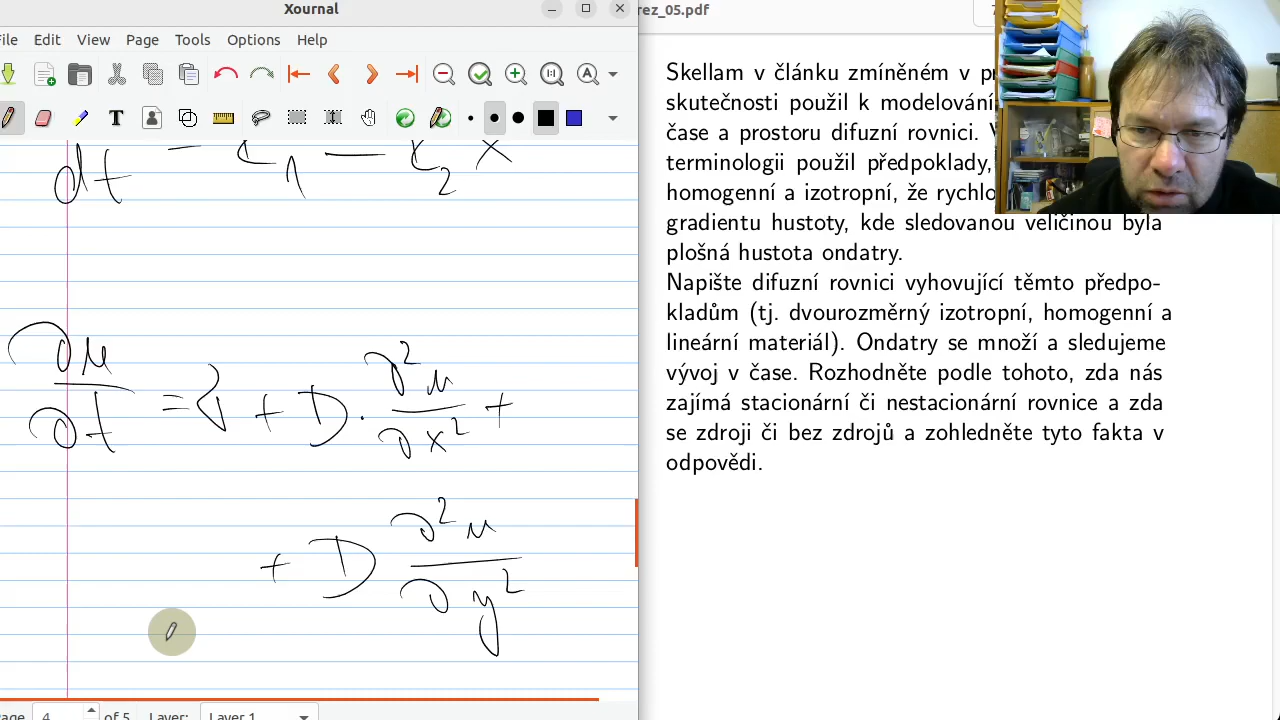 Xournal
File Edit View Page Tools Options Help
dt = C₁ – C₂ x
∂u/∂t = σ + D · ∂²u/∂x² +
+ D ∂²u/∂y²
Page 4 of 5 Layer: Layer 1
rez_05.pdf
Skellam v článku zmíněném v
skutečnosti použil k modelování
čase a prostoru difuzní rovnici.
terminologii použil předpoklady,
homogenní a izotropní, že
gradientu hustoty, kde sledovanou veličinou byla
plošná hustota ondatry.
Napište difuzní rovnici vyhovující těmto předpo-
kladům (tj. dvourozměrný izotropní, homogenní a
lineární materiál). Ondatry se množí a sledujeme
vývoj v čase. Rozhodněte podle tohoto, zda nás
zajímá stacionární či nestacionární rovnice a zda
se zdroji či bez zdrojů a zohledněte tyto fakta v
odpovědi.